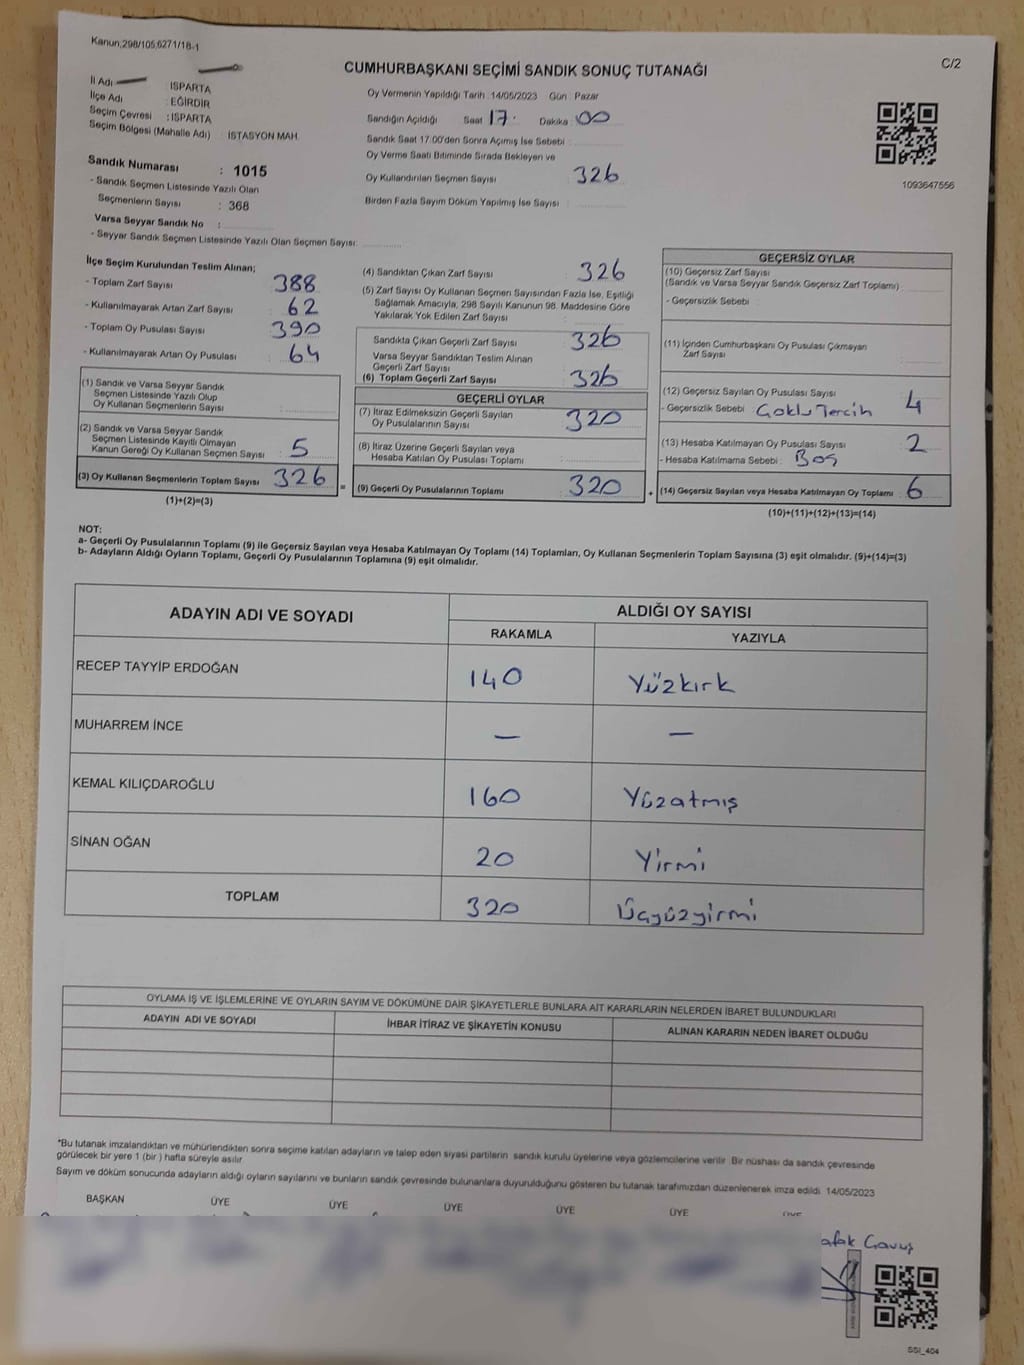 Kanun;298/105,6271/18-1
C/2
CUMHURBAŞKANI SEÇİMİ SANDIK SONUÇ TUTANAĞI
İl Adı : ISPARTA
İlçe Adı : EĞİRDİR
Seçim Çevresi : ISPARTA
Seçim Bölgesi (Mahalle Adı) : İSTASYON MAH.
Sandık Numarası : 1015
- Sandık Seçmen Listesinde Yazılı Olan
Seçmenlerin Sayısı : 368
Varsa Seyyar Sandık No :
- Seyyar Sandık Seçmen Listesinde Yazılı Olan Seçmen Sayısı:
Oy Vermenin Yapıldığı Tarih :14/05/2023 Gün : Pazar
Sandığın Açıldığı Saat : 17 Dakika : 00
Sandık Saat 17:00'den Sonra Açımış İse Sebebi :
Oy Verme Saati Bitiminde Sırada Bekleyen ve
Oy Kullandırılan Seçmen Sayısı : 326
Birden Fazla Sayım Döküm Yapılmış İse Sayısı :
1093647556
İlçe Seçim Kurulundan Teslim Alınan;
- Toplam Zarf Sayısı : 388
- Kullanılmayarak Artan Zarf Sayısı : 62
- Toplam Oy Pusulası Sayısı : 390
- Kullanılmayarak Artan Oy Pusulası : 64
(1) Sandık ve Varsa Seyyar Sandık
Seçmen Listesinde Yazılı Olup
Oy Kullanan Seçmenlerin Sayısı :
(2) Sandık ve Varsa Seyyar Sandık
Seçmen Listesinde Kayıtlı Olmayan
Kanun Gereği Oy Kullanan Seçmen Sayısı : 5
(3) Oy Kullanan Seçmenlerin Toplam Sayısı : 326
(1)+(2)=(3)
(4) Sandıktan Çıkan Zarf Sayısı : 326
(5) Zarf Sayısı Oy Kullanan Seçmen Sayısından Fazla İse, Eşitliği
Sağlamak Amacıyla, 298 Sayılı Kanunun 98. Maddesine Göre
Yakılarak Yok Edilen Zarf Sayısı :
Sandıkta Çıkan Geçerli Zarf Sayısı : 326
Varsa Seyyar Sandıktan Teslim Alınan
Geçerli Zarf Sayısı :
(6) Toplam Geçerli Zarf Sayısı : 326
GEÇERLİ OYLAR
(7) İtiraz Edilmeksizin Geçerli Sayılan
Oy Pusulalarının Sayısı : 320
(8) İtiraz Üzerine Geçerli Sayılan veya
Hesaba Katılan Oy Pusulası Toplamı :
= (9) Geçerli Oy Pusulalarının Toplamı : 320 +
GEÇERSİZ OYLAR
(10) Geçersiz Zarf Sayısı
(Sandık ve Varsa Seyyar Sandık Geçersiz Zarf Toplamı) :
- Geçersizlik Sebebi :
(11) İçinden Cumhurbaşkanı Oy Pusulası Çıkmayan
Zarf Sayısı :
(12) Geçersiz Sayılan Oy Pusulası Sayısı : 4
- Geçersizlik Sebebi : Çoklu Tercih
(13) Hesaba Katılmayan Oy Pusulası Sayısı : 2
- Hesaba Katılmama Sebebi : Boş
(14) Geçersiz Sayılan veya Hesaba Katılmayan Oy Toplamı : 6
(10)+(11)+(12)+(13)=(14)
NOT:
a- Geçerli Oy Pusulalarının Toplamı (9) ile Geçersiz Sayılan veya Hesaba Katılmayan Oy Toplamı (14) Toplamları, Oy Kullanan Seçmenlerin Toplam Sayısına (3) eşit olmalıdır. (9)+(14)=(3)
b- Adayların Aldığı Oyların Toplamı, Geçerli Oy Pusulalarının Toplamına (9) eşit olmalıdır.
ADAYIN ADI VE SOYADI
ALDIĞI OY SAYISI
RAKAMLA YAZIYLA
RECEP TAYYİP ERDOĞAN 140 Yüzkırk
MUHARREM İNCE — —
KEMAL KILIÇDAROĞLU 160 Yüzatmış
SİNAN OĞAN 20 Yirmi
TOPLAM 320 Üçyüzyirmi
OYLAMA İŞ VE İŞLEMLERİNE VE OYLARIN SAYIM VE DÖKÜMÜNE DAİR ŞİKAYETLERLE BUNLARA AİT KARARLARIN NELERDEN İBARET BULUNDUKLARI
ADAYIN ADI VE SOYADI İHBAR İTİRAZ VE ŞİKAYETİN KONUSU ALINAN KARARIN NEDEN İBARET OLDUĞU
*Bu tutanak imzalandıktan ve mühürlendikten sonra seçime katılan adayların ve talep eden siyasi partilerin sandık kurulu üyelerine veya gözlemcilerine verilir. Bir nüshası da sandık çevresinde
görülecek bir yere 1 (bir ) hafta süreyle asılır.
Sayım ve döküm sonucunda adayların aldığı oyların sayılarını ve bunların sandık çevresinde bulunanlara duyurulduğunu gösteren bu tutanak tarafımızdan düzenlenerek imza edildi. 14/05/2023
BAŞKAN ÜYE ÜYE ÜYE ÜYE ÜYE ÜYE
afak Çavuş
SSİ_404